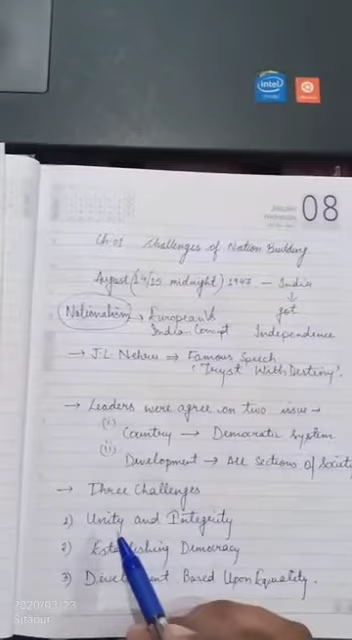 intel
JANUARY
WEDNESDAY
08
Ch-01 Challenges of Nation Building
August (14/15 midnight) 1947 - India
↓
Nationalism → European got
Indian Concept Independence
→ J.L. Nehru ⇒ Famous Speech
"Tryst With Destiny".
→ Leaders were agree on two issue →
(i) Country → Democratic System
(ii) Development → All Sections of Society
→ Three Challenges
1) Unity and Integrity
2) Establishing Democracy
3) Development Based Upon Equality.
2020/03/23
Sitapur